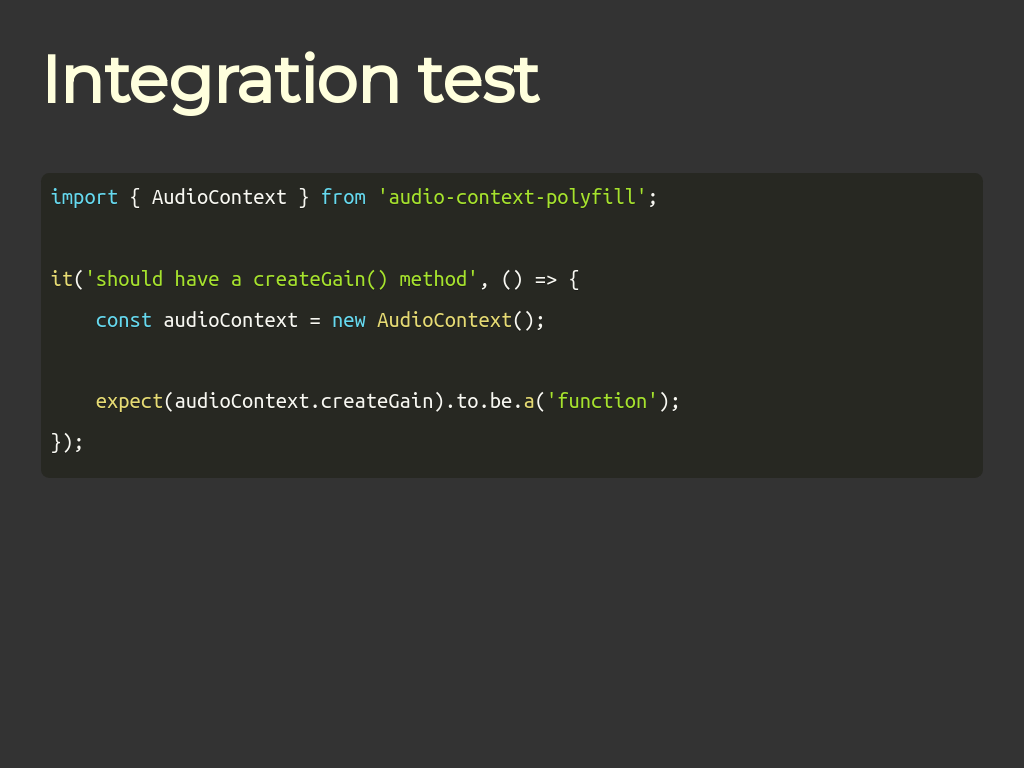 Integration test
import { AudioContext } from 'audio-context-polyfill';
it('should have a createGain() method', () => {
    const audioContext = new AudioContext();
    expect(audioContext.createGain).to.be.a('function');
});